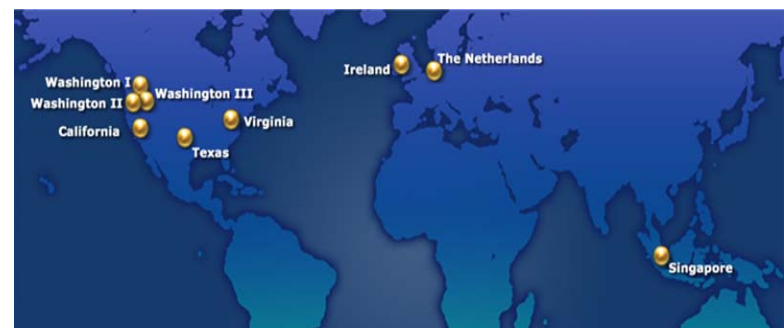 Washington I
Washington II
Washington III
California
Texas
Virginia
Ireland
The Netherlands
Singapore